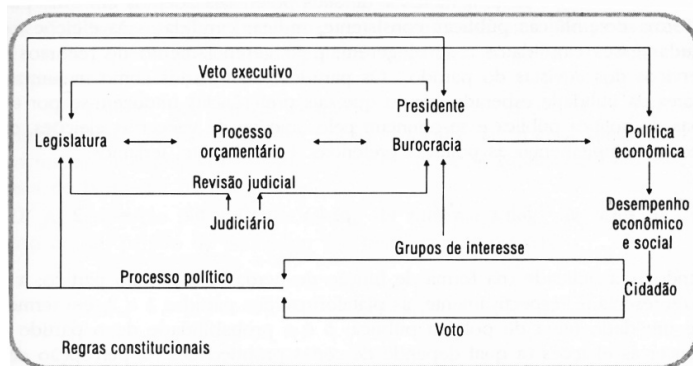 Veto executivo
Presidente
Legislatura
Processo
orçamentário
Burocracia
Política
econômica
Revisão judicial
Judiciário
Desempenho
econômico
e social
Grupos de interesse
Processo político
Cidadão
Voto
Regras constitucionais